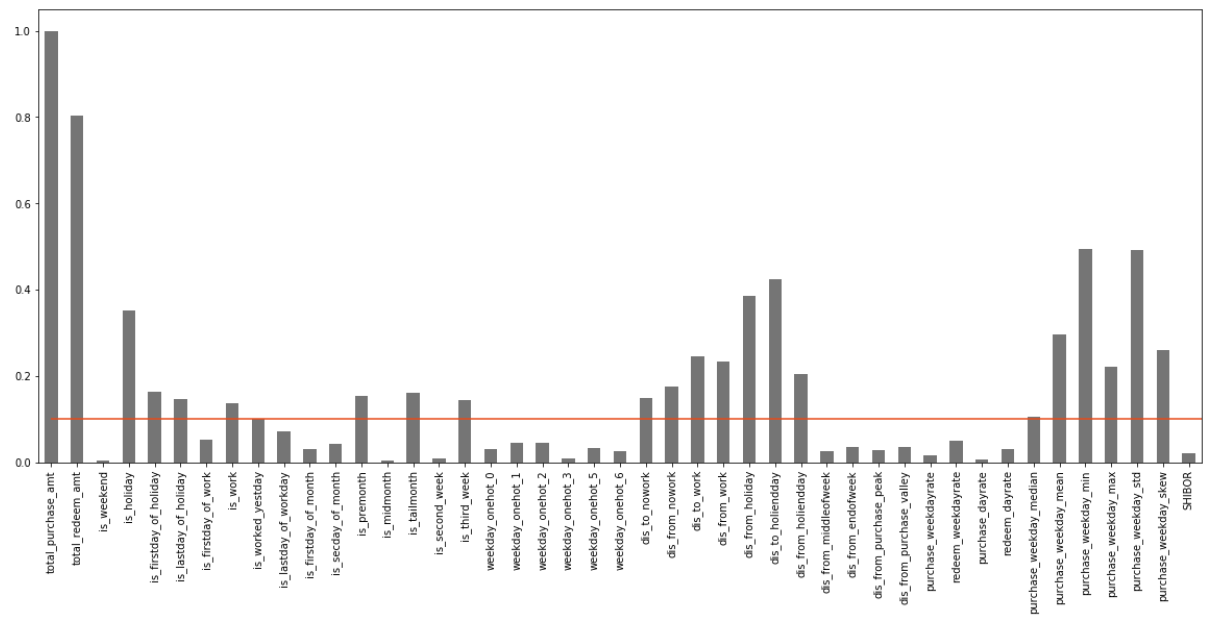 1.0
0.8
0.6
0.4
0.2
0.0
total_purchase_amt
total_redeem_amt
is_weekend
is_holiday
is_firstday_of_holiday
is_lastday_of_holiday
is_firstday_of_work
is_work
is_worked_yestday
is_lastday_of_workday
is_firstday_of_month
is_secday_of_month
is_premonth
is_midmonth
is_tailmonth
is_second_week
is_third_week
weekday_onehot_0
weekday_onehot_1
weekday_onehot_2
weekday_onehot_3
weekday_onehot_5
weekday_onehot_6
dis_to_nowork
dis_from_nowork
dis_to_work
dis_from_work
dis_from_holiday
dis_to_holiendday
dis_from_holiendday
dis_from_middleofweek
dis_from_endofweek
dis_from_purchase_peak
dis_from_purchase_valley
purchase_weekdayrate
redeem_weekdayrate
purchase_dayrate
redeem_dayrate
purchase_weekday_median
purchase_weekday_mean
purchase_weekday_min
purchase_weekday_max
purchase_weekday_std
purchase_weekday_skew
SHIBOR